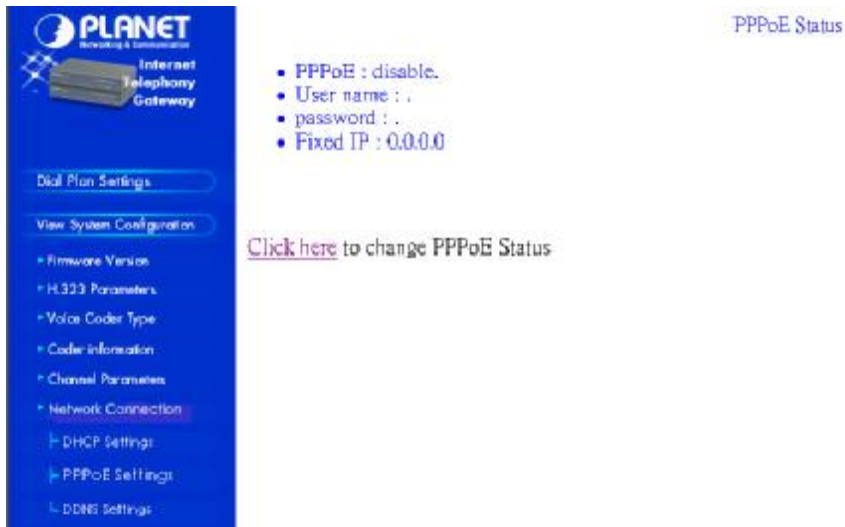 PLANET
Networking & Communication
Internet
Telephony
Gateway
Dial Plan Settings
View System Configuration
Firmware Version
H.323 Parameters
Voice Coder Type
Coder information
Channel Parameters
Network Connection
DHCP Settings
PPPoE Settings
DDNS Settings
PPPoE Status
• PPPoE : disable.
• User name : .
• password : .
• Fixed IP : 0.0.0.0
Click here to change PPPoE Status